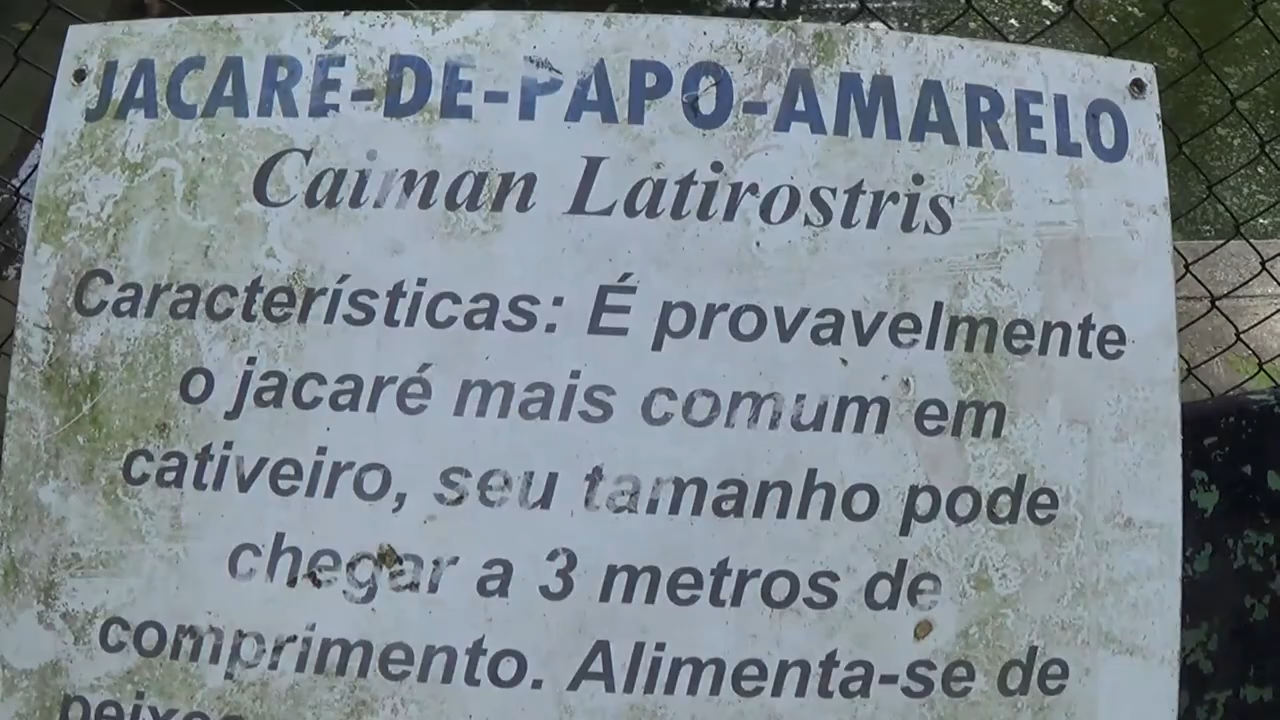 JACARÉ-DE-PAPO-AMARELO
Caiman Latirostris
Características: É provavelmente
o jacaré mais comum em
cativeiro, seu tamanho pode
chegar a 3 metros de
comprimento. Alimenta-se de